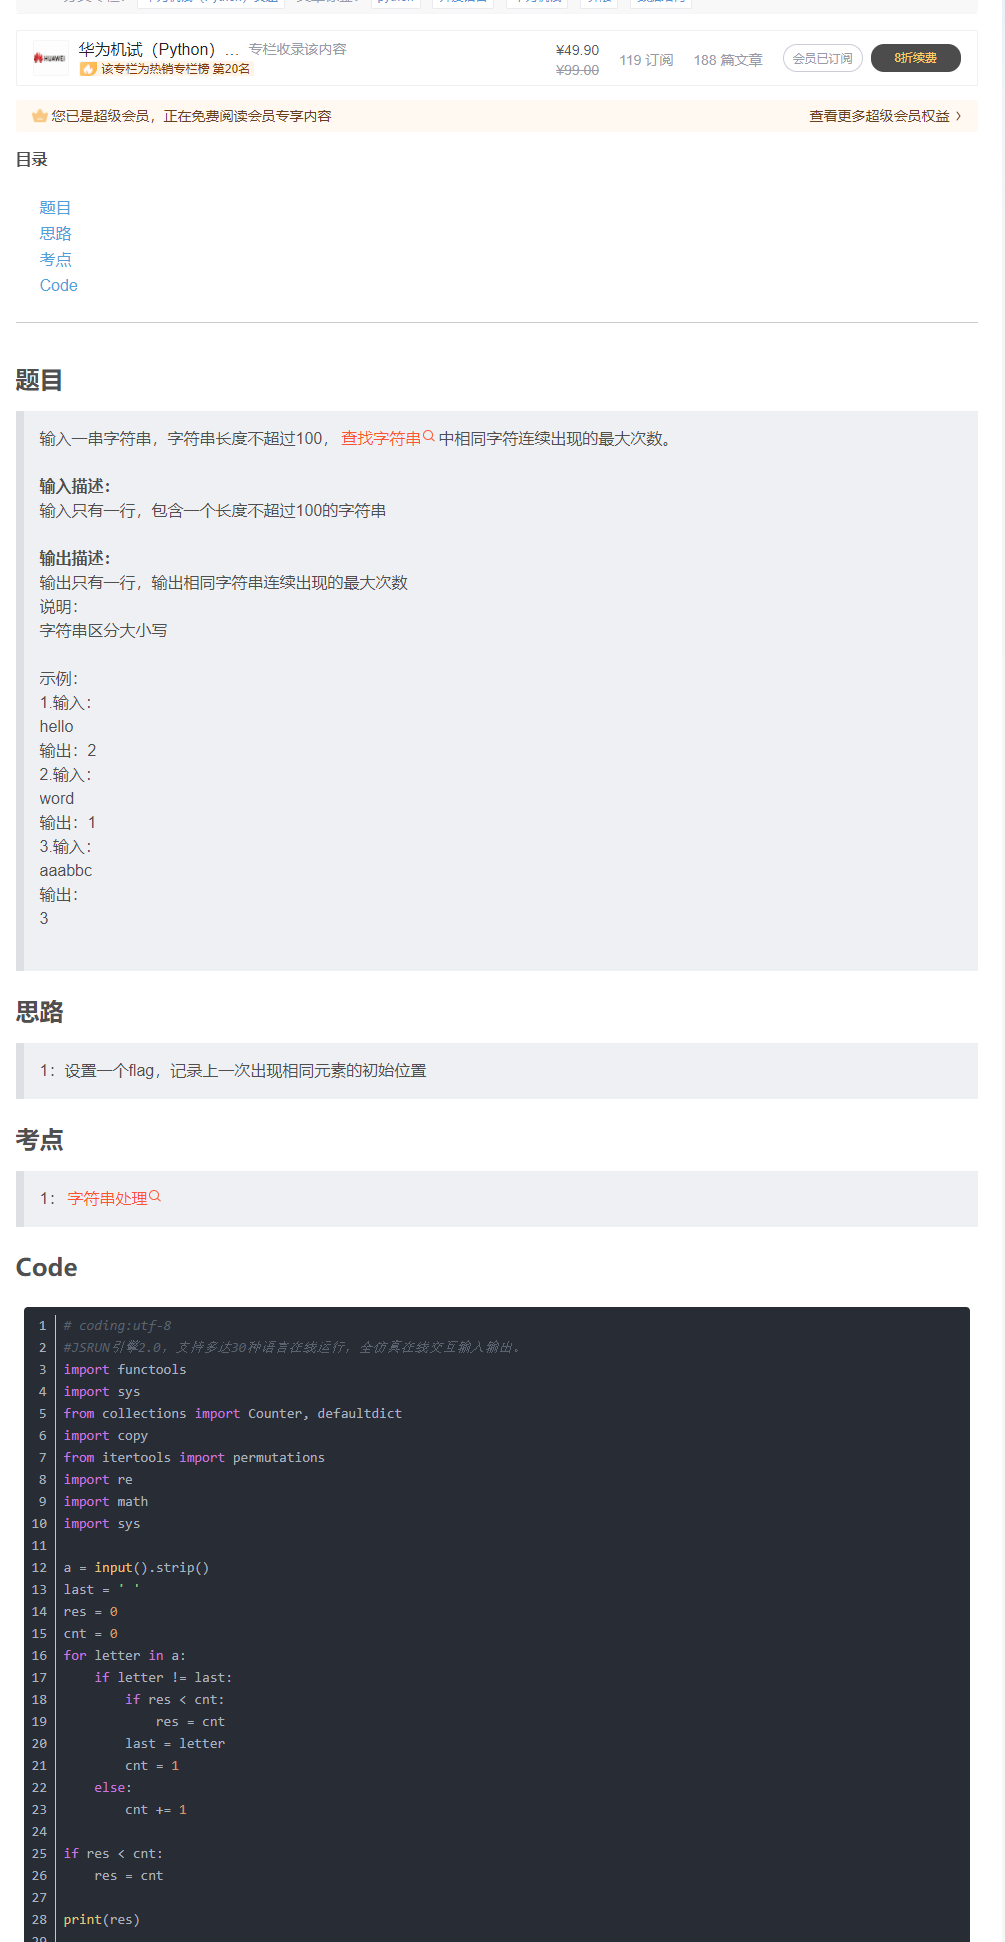 python
HUAWEI
华为机试（Python）... 专栏收录该内容
该专栏为热销专栏榜 第20名
¥49.90
¥99.00
119 订阅
188 篇文章
会员已订阅
8折续费
您已是超级会员，正在免费阅读会员专享内容
查看更多超级会员权益 >
目录
题目
思路
考点
Code
题目
输入一串字符串，字符串长度不超过100，查找字符串中相同字符连续出现的最大次数。
输入描述：
输入只有一行，包含一个长度不超过100的字符串
输出描述：
输出只有一行，输出相同字符串连续出现的最大次数
说明：
字符串区分大小写
示例：
1.输入：
hello
输出：2
2.输入：
word
输出：1
3.输入：
aaabbc
输出：
3
思路
1：设置一个flag，记录上一次出现相同元素的初始位置
考点
1：字符串处理
Code
1 # coding:utf-8
2 #JSRUN引擎2.0，支持多达30种语言在线运行，全仿真在线交互输入输出。
3 import functools
4 import sys
5 from collections import Counter, defaultdict
6 import copy
7 from itertools import permutations
8 import re
9 import math
10 import sys
11
12 a = input().strip()
13 last = ' '
14 res = 0
15 cnt = 0
16 for letter in a:
17     if letter != last:
18         if res < cnt:
19             res = cnt
20         last = letter
21         cnt = 1
22     else:
23         cnt += 1
24
25 if res < cnt:
26     res = cnt
27
28 print(res)
29